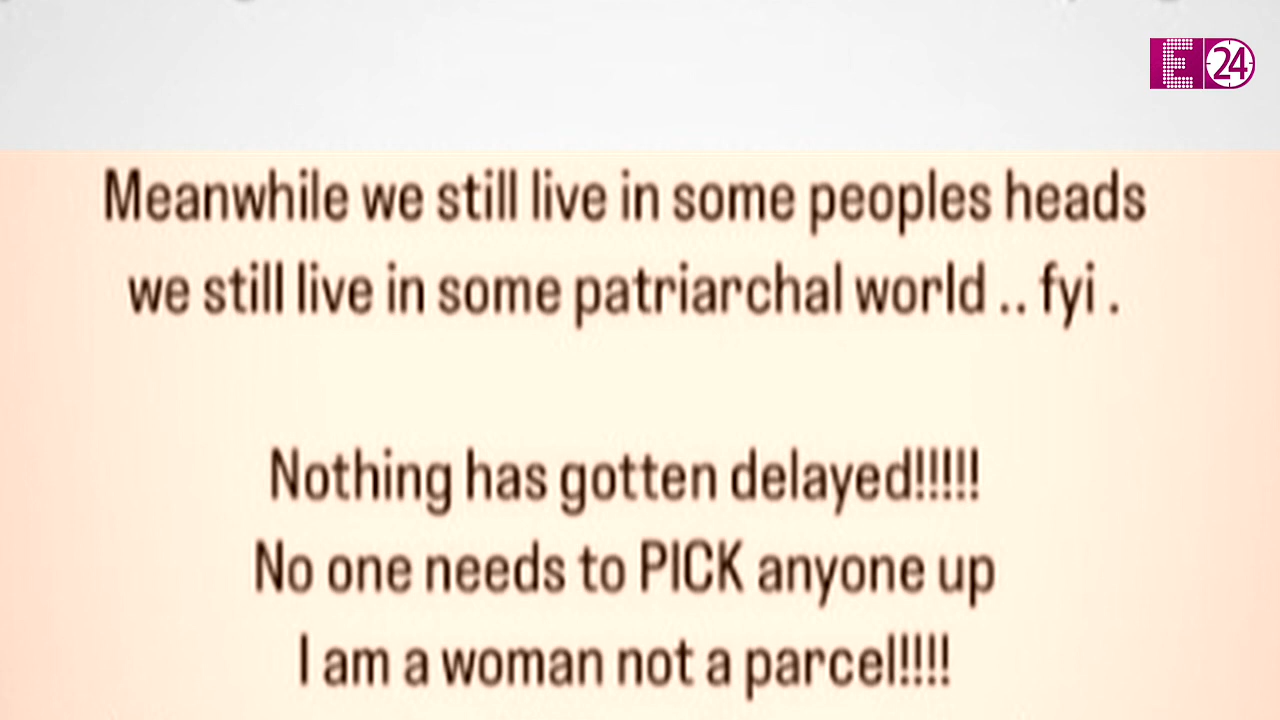 E 24
Meanwhile we still live in some peoples heads
we still live in some patriarchal world .. fyi .
Nothing has gotten delayed!!!!!
No one needs to PICK anyone up
I am a woman not a parcel!!!!